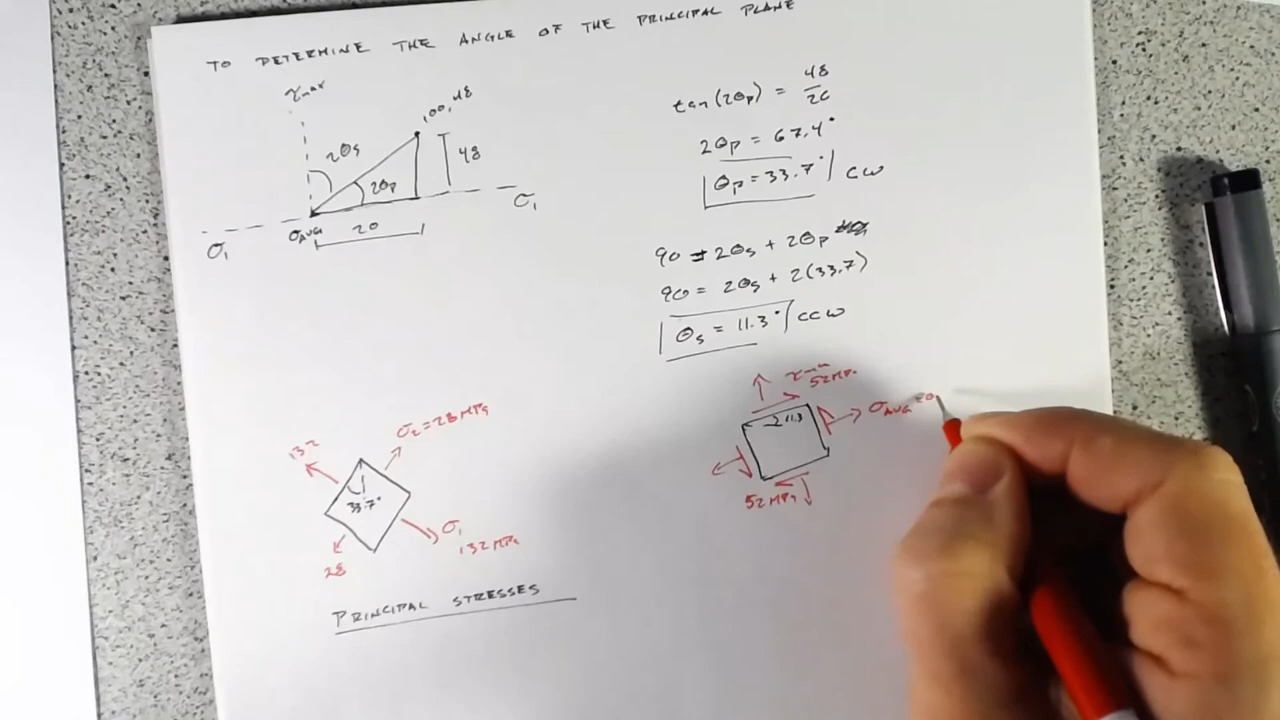 TO DETERMINE THE ANGLE OF THE PRINCIPAL PLANE
τmax
100, 48
2θs
2θp
48
σ1
σ1
σAVG
20
tan(2θp) = 48/20
2θp = 67.4°
θp = 33.7° CW
90 = 2θs + 2θp
90 = 2θs + 2(33.7)
θs = 11.3° CCW
132
σ2 = 28 MPa
33.7°
σ1
132 MPa
28
PRINCIPAL STRESSES
τmax
52 MPa
11.3
σAVG
52 MPa